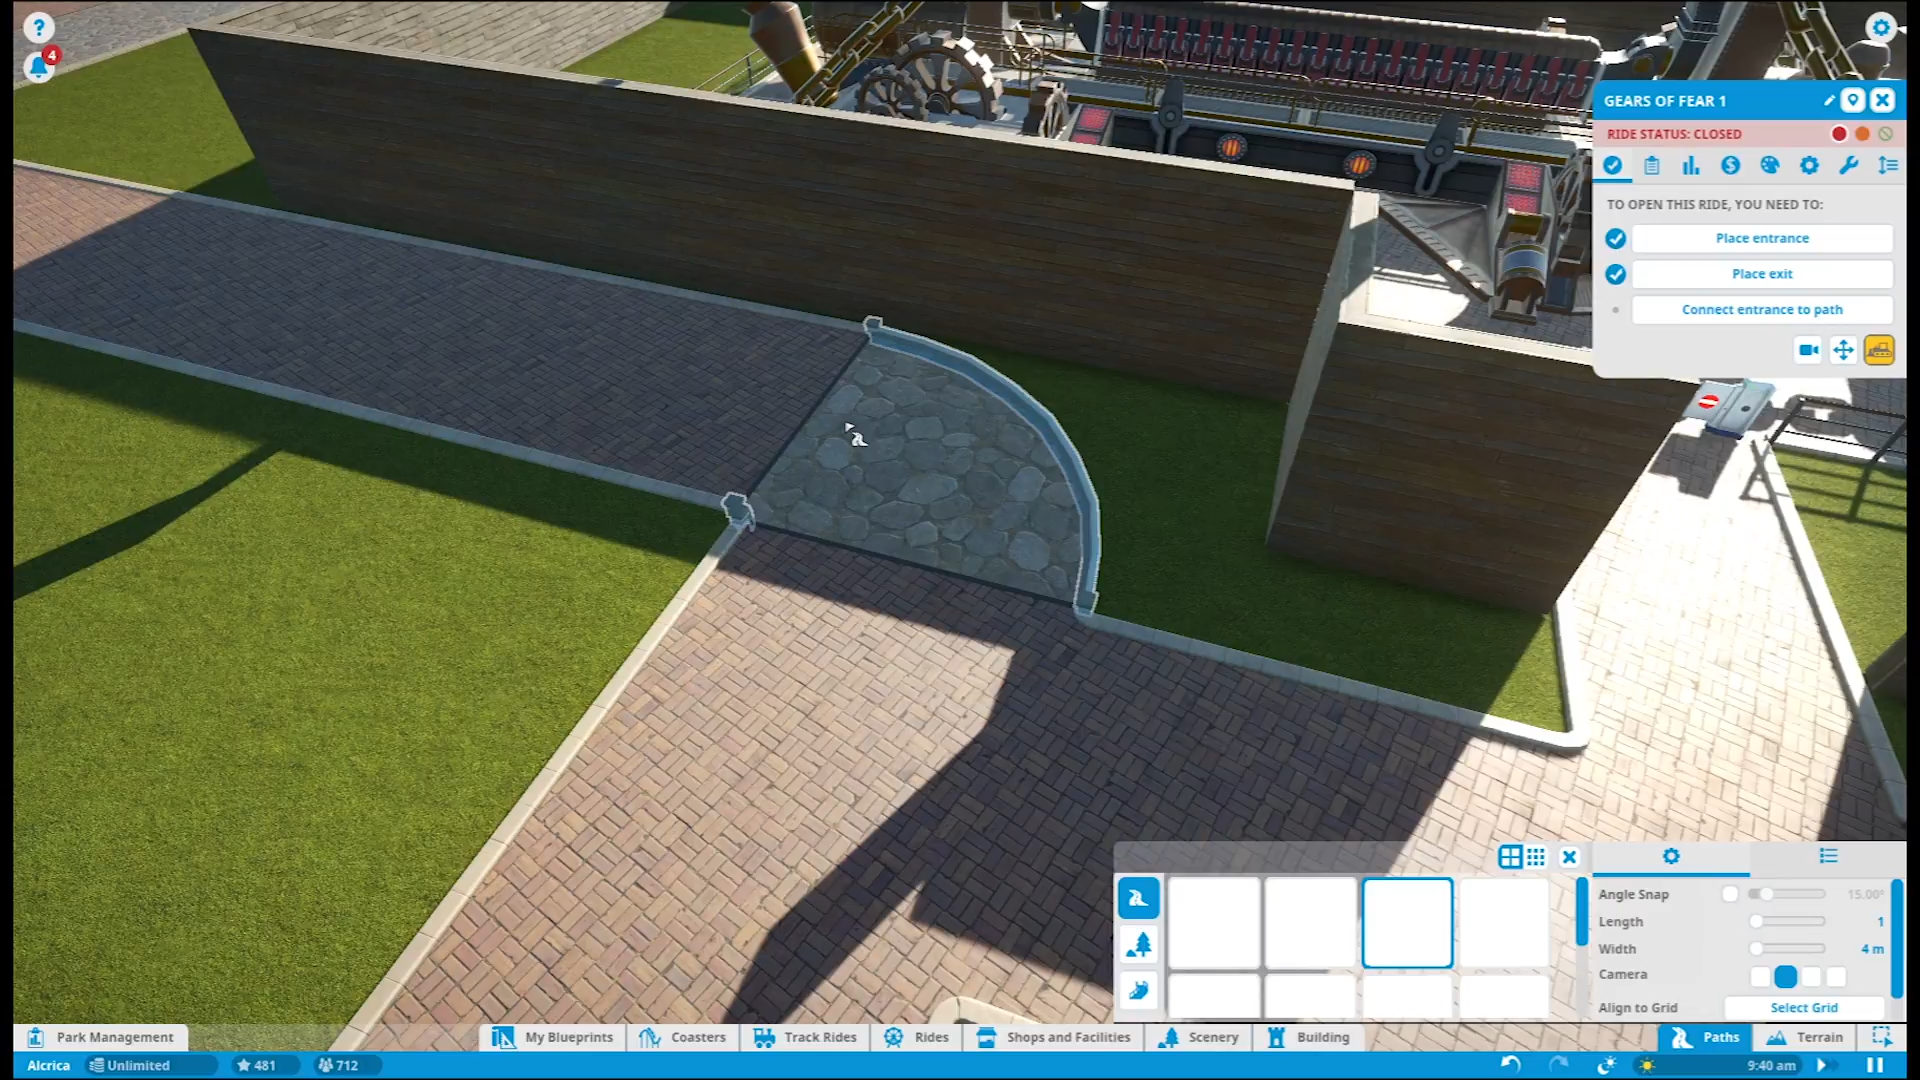 ?
4
GEARS OF FEAR 1
RIDE STATUS: CLOSED
TO OPEN THIS RIDE, YOU NEED TO:
Place entrance
Place exit
Connect entrance to path
Angle Snap 15.00°
Length 1
Width 4 m
Camera
Align to Grid Select Grid
Park Management My Blueprints Coasters Track Rides Rides Shops and Facilities Scenery Building Paths Terrain
Alcrica Unlimited 481 712 9:40 am